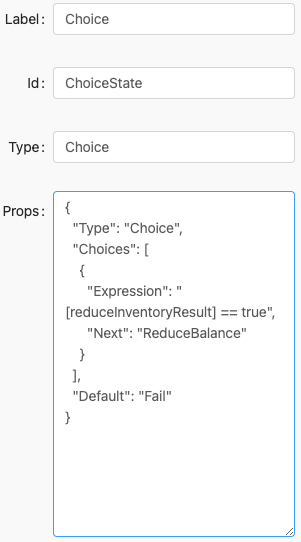 Label: Choice
Id: ChoiceState
Type: Choice
Props: {
"Type": "Choice",
"Choices": [
{
"Expression": "
[reduceInventoryResult] == true",
"Next": "ReduceBalance"
}
],
"Default": "Fail"
}